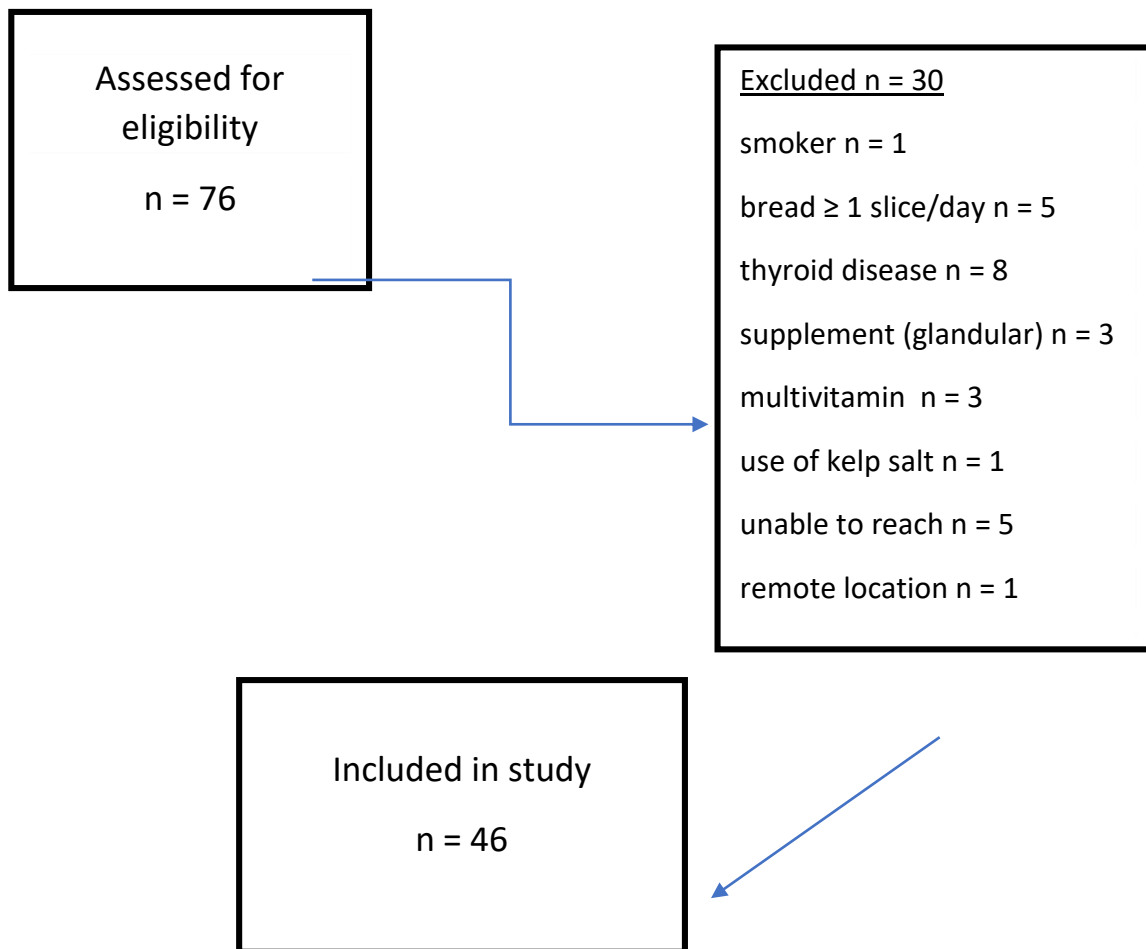 Assessed for
eligibility
n = 76
Excluded n = 30
smoker n = 1
bread ≥ 1 slice/day n = 5
thyroid disease n = 8
supplement (glandular) n = 3
multivitamin  n = 3
use of kelp salt n = 1
unable to reach n = 5
remote location n = 1
Included in study
n = 46